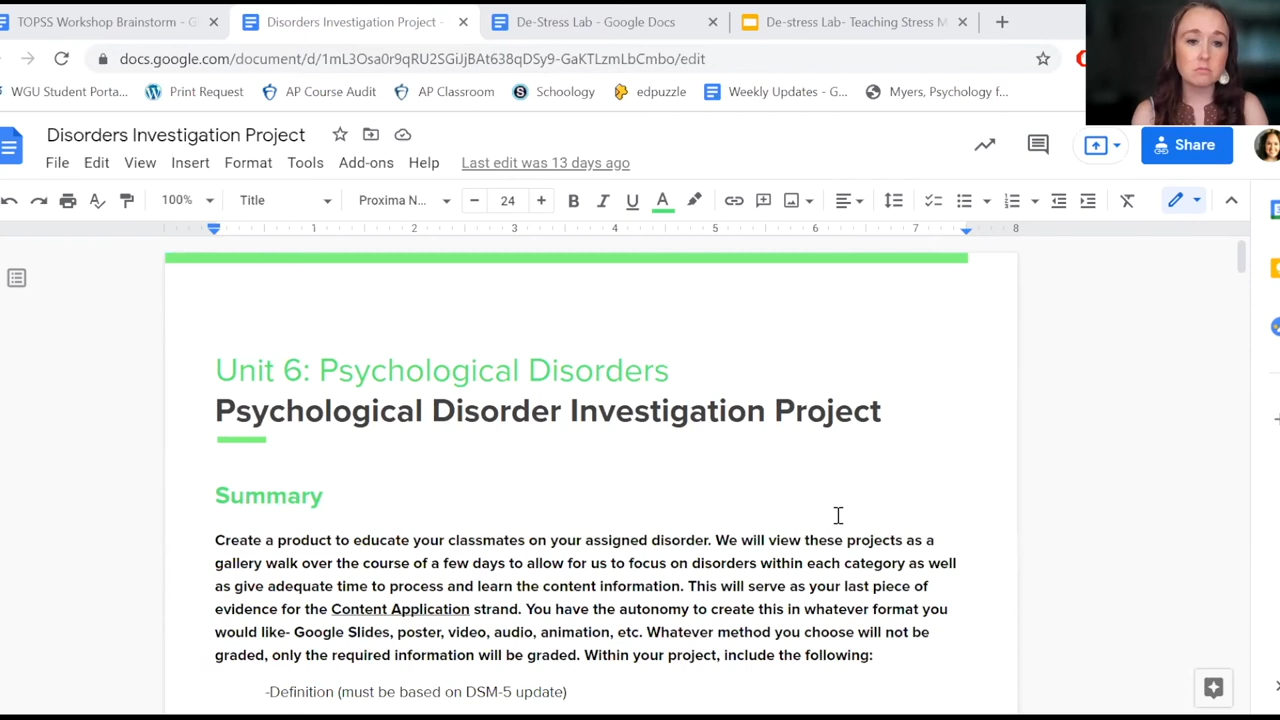 TOPSS Workshop Brainstorm - G
Disorders Investigation Project -
De-Stress Lab - Google Docs
De-stress Lab- Teaching Stress M
docs.google.com/document/d/1mL3Osa0r9qRU2SGiJjBAt638qDSy9-GaKTLzmLbCmbo/edit
WGU Student Porta... Print Request AP Course Audit AP Classroom Schoology edpuzzle Weekly Updates - G... Myers, Psychology f...
Disorders Investigation Project
Share
File Edit View Insert Format Tools Add-ons Help Last edit was 13 days ago
100% Title Proxima N... 24 B I U A
1 2 3 4 5 6 7 8
Unit 6: Psychological Disorders
Psychological Disorder Investigation Project
Summary
Create a product to educate your classmates on your assigned disorder. We will view these projects as a
gallery walk over the course of a few days to allow for us to focus on disorders within each category as well
as give adequate time to process and learn the content information. This will serve as your last piece of
evidence for the Content Application strand. You have the autonomy to create this in whatever format you
would like- Google Slides, poster, video, audio, animation, etc. Whatever method you choose will not be
graded, only the required information will be graded. Within your project, include the following:
-Definition (must be based on DSM-5 update)